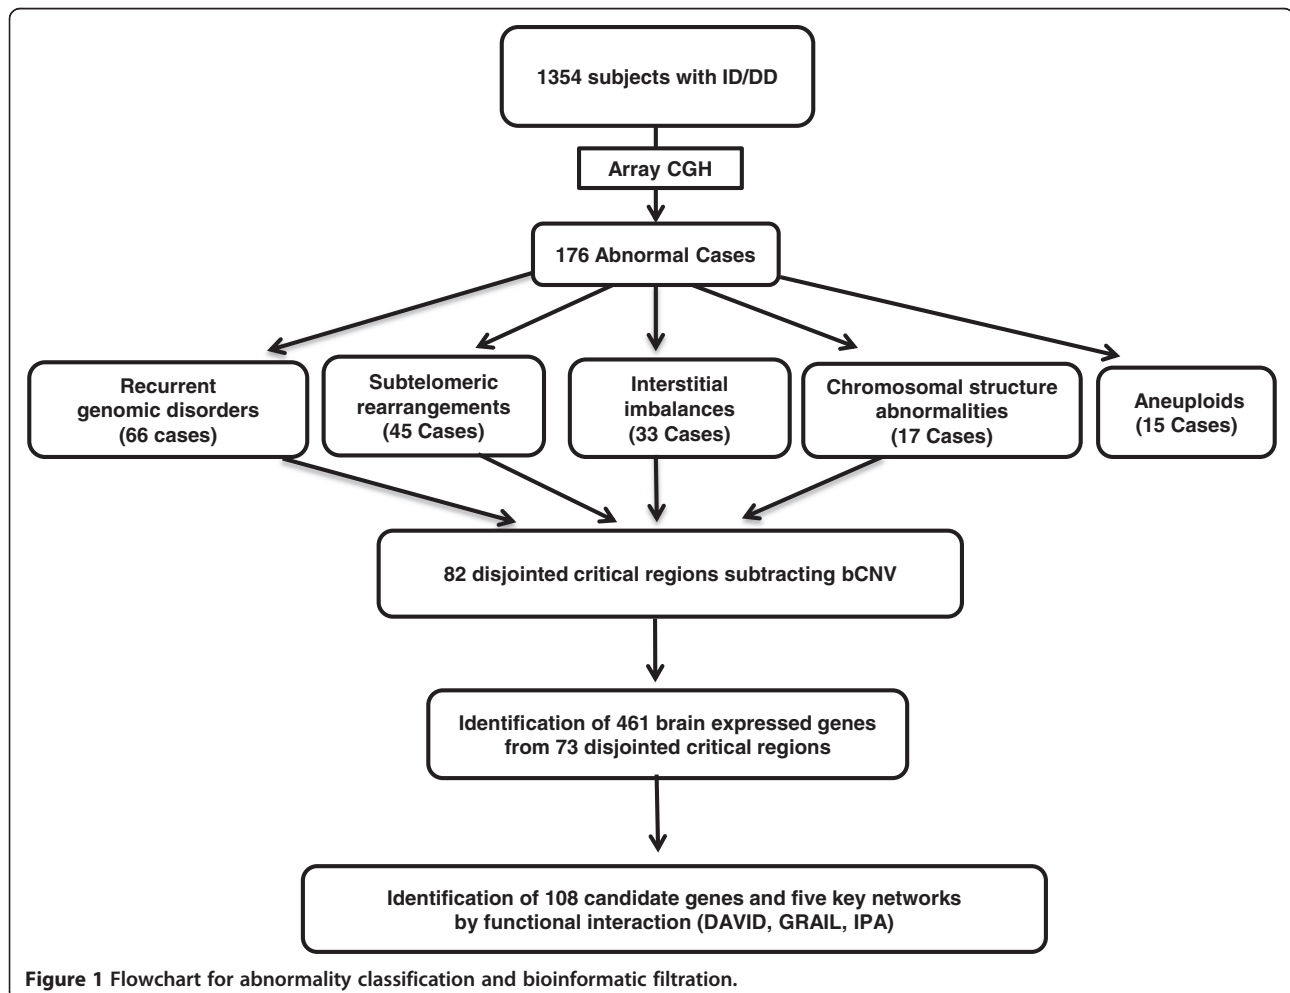 1354 subjects with ID/DD
Array CGH
176 Abnormal Cases
Recurrent
genomic disorders
(66 cases)
Subtelomeric
rearrangements
(45 Cases)
Interstitial
imbalances
(33 Cases)
Chromosomal structure
abnormalities
(17 Cases)
Aneuploids
(15 Cases)
82 disjointed critical regions subtracting bCNV
Identification of 461 brain expressed genes
from 73 disjointed critical regions
Identification of 108 candidate genes and five key networks
by functional interaction (DAVID, GRAIL, IPA)
Figure 1 Flowchart for abnormality classification and bioinformatic filtration.